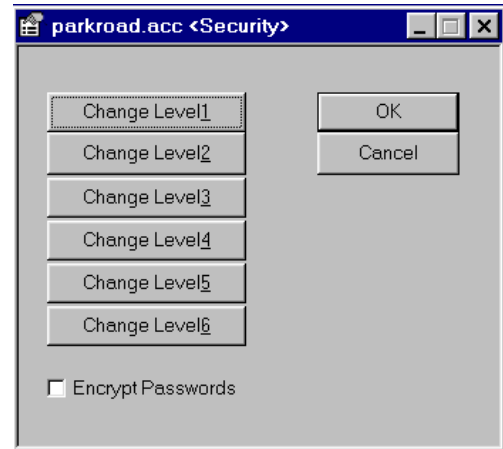 parkroad.acc <Security>
Change Level1
OK
Change Level2
Cancel
Change Level3
Change Level4
Change Level5
Change Level6
Encrypt Passwords